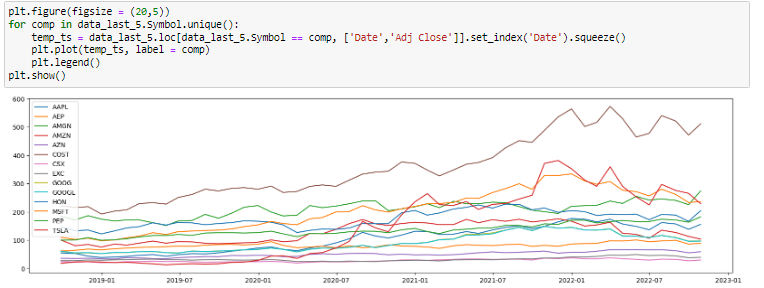 plt.figure(figsize = (20,5))
for comp in data_last_5.Symbol.unique():
    temp_ts = data_last_5.loc[data_last_5.Symbol == comp, ['Date','Adj Close']].set_index('Date').squeeze()
    plt.plot(temp_ts, label = comp)
    plt.legend()
plt.show()
600
500
400
300
200
100
0
AAPL
AEP
AMGN
AMZN
AZN
COST
CSX
EXC
GOOG
GOOGL
HON
MSFT
PEP
TSLA
2019-01
2019-07
2020-01
2020-07
2021-01
2021-07
2022-01
2022-07
2023-01